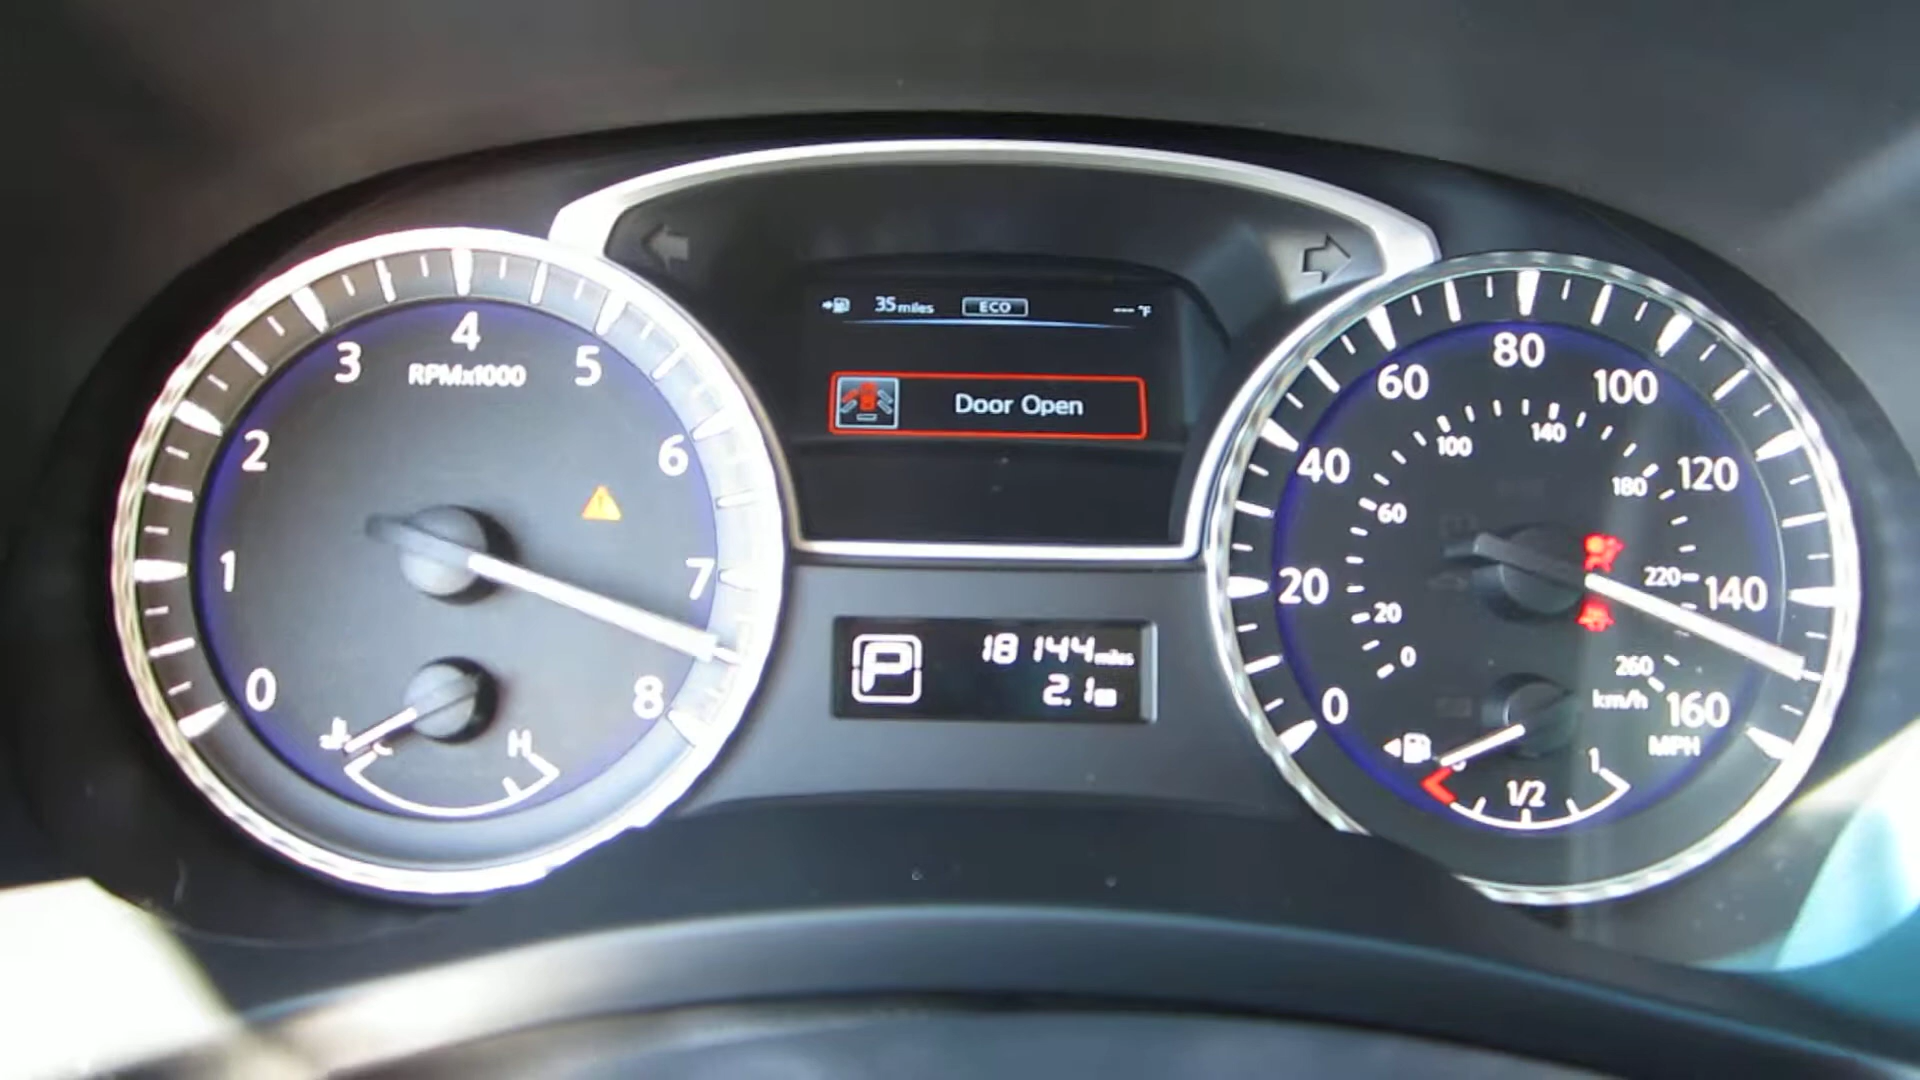 35 miles ECO --- °F
Door Open
0 1 2 3 4 5 6 7 8
RPMx1000
H
P
18144 miles
2.1
0 20 40 60 80 100 120 140 160
MPH
0 20 60 100 140 180 220 260
km/h
1/2 1